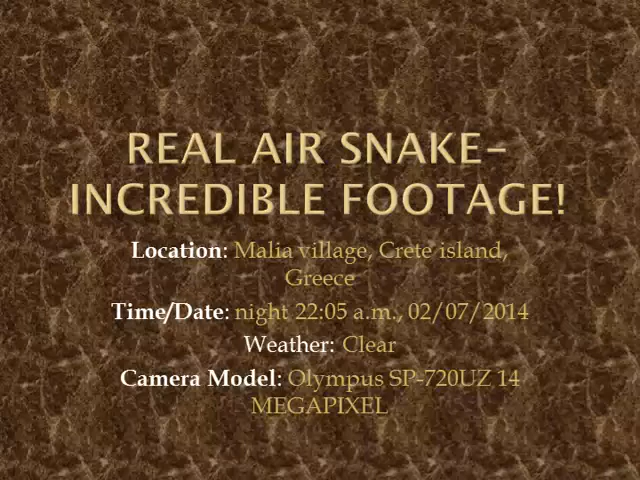 REAL AIR SNAKE-
INCREDIBLE FOOTAGE!
Location: Malia village, Crete island,
Greece
Time/Date: night 22:05 a.m., 02/07/2014
Weather: Clear
Camera Model: Olympus SP-720UZ 14
MEGAPIXEL